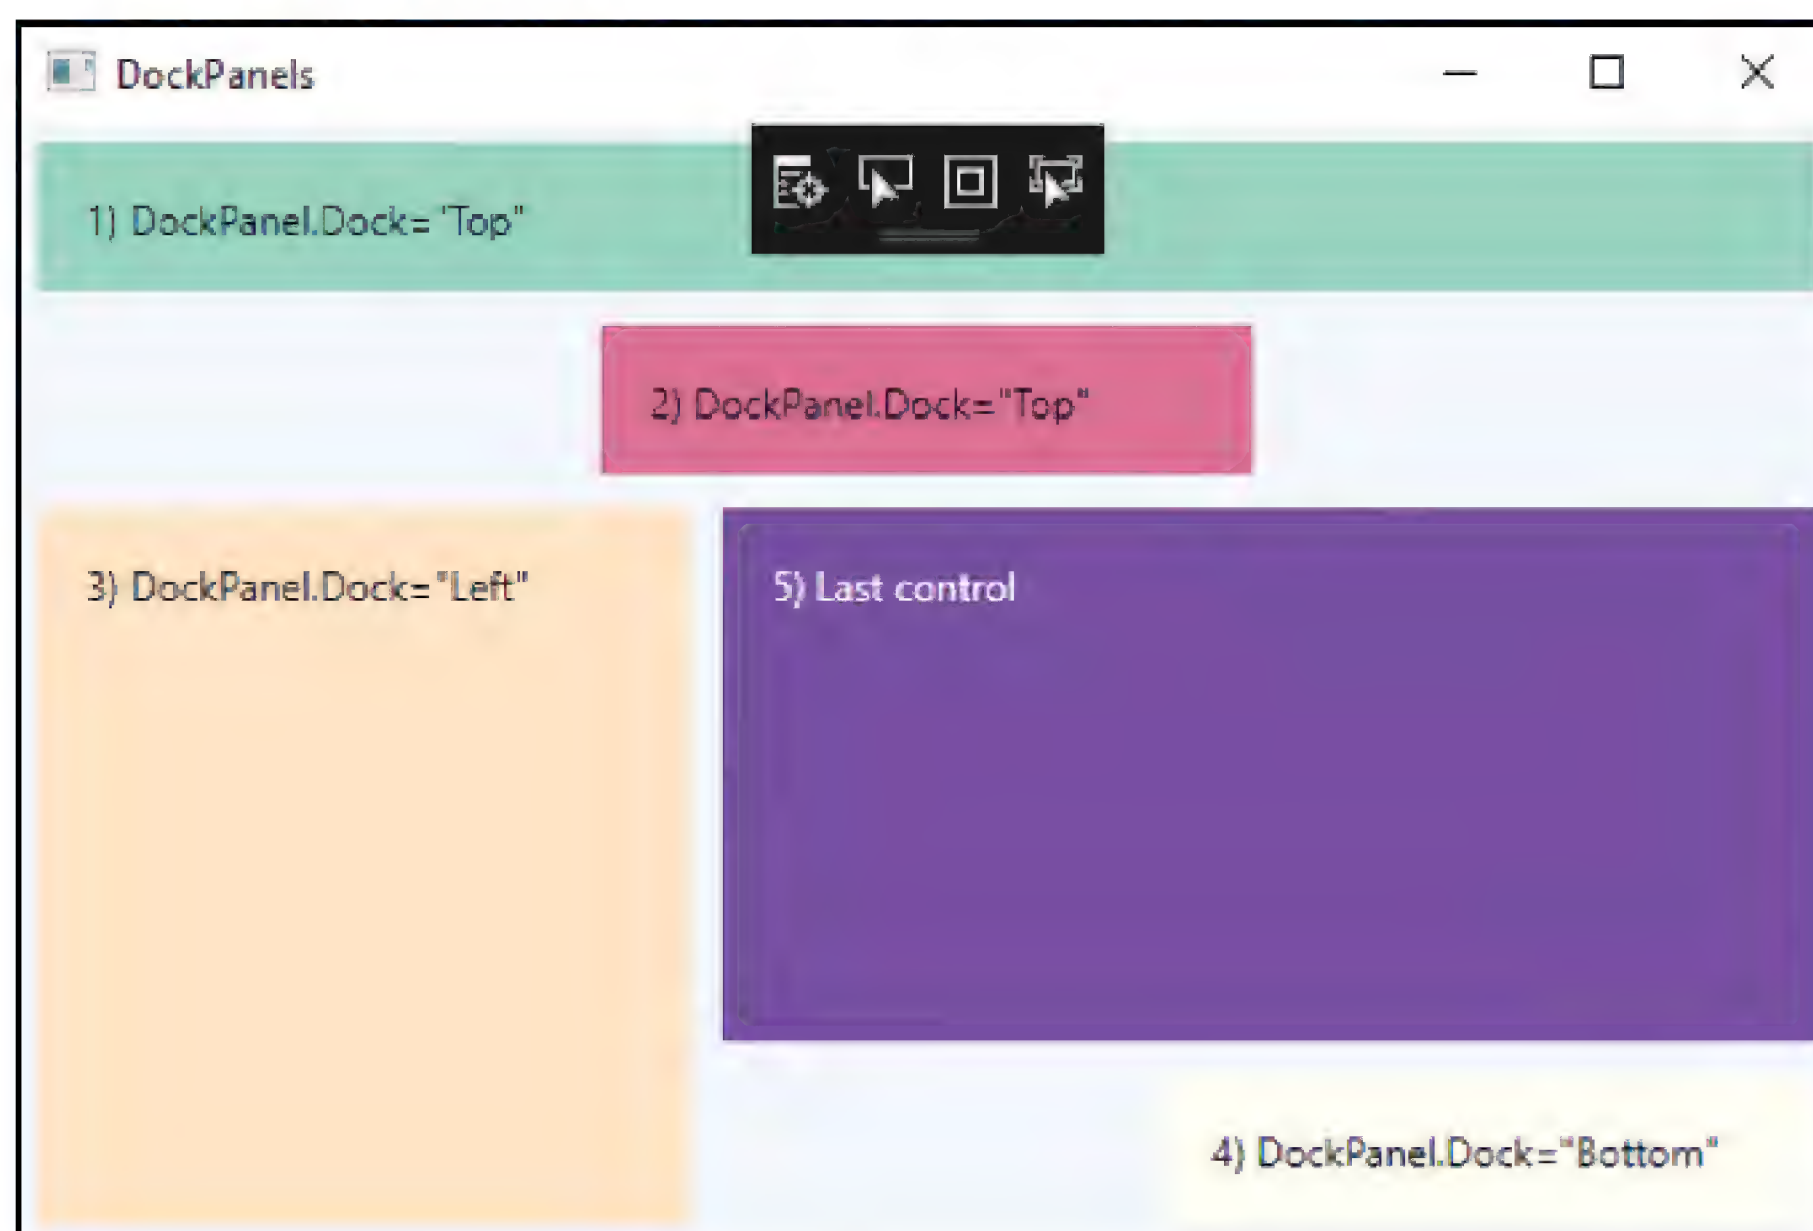 DockPanels
1) DockPanel.Dock="Top"
2) DockPanel.Dock="Top"
3) DockPanel.Dock="Left"
5) Last control
4) DockPanel.Dock="Bottom"